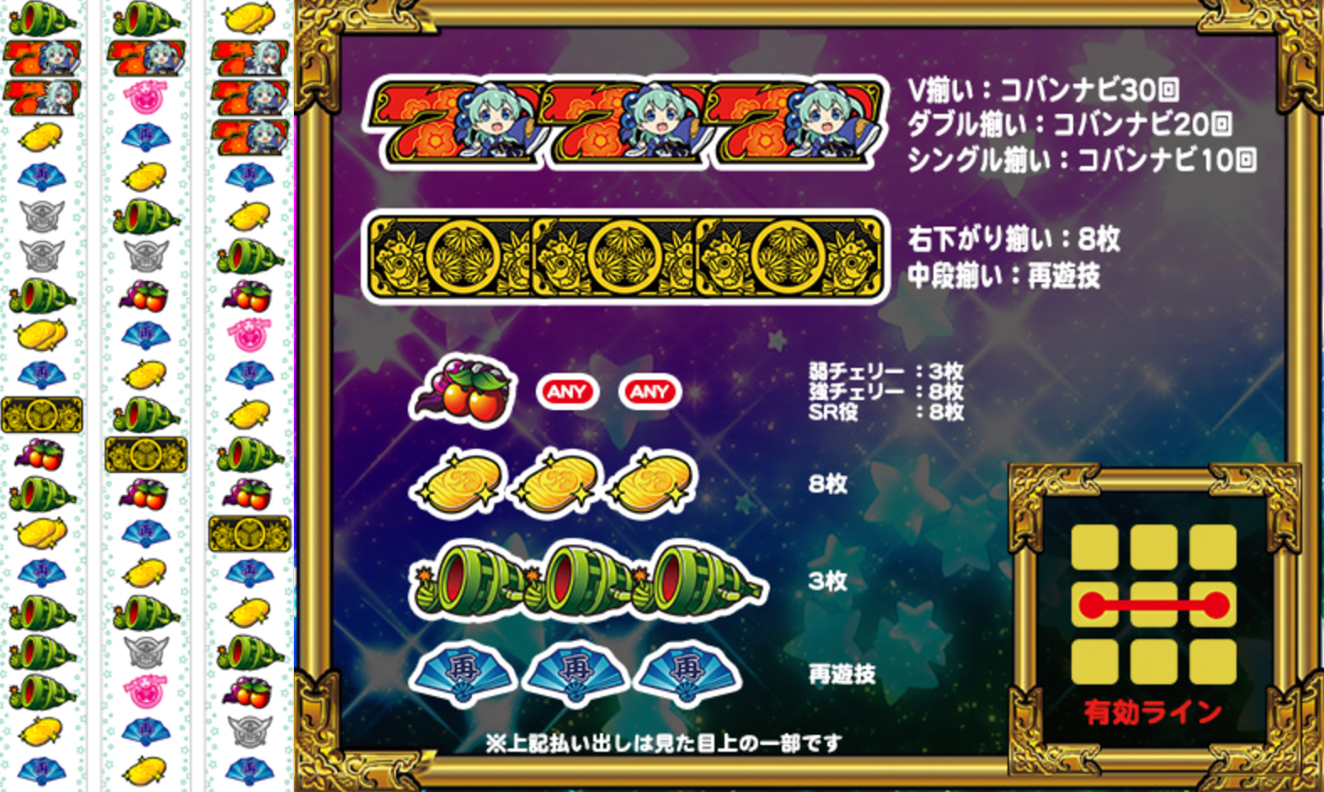 V揃い：コバンナビ30回
ダブル揃い：コバンナビ20回
シングル揃い：コバンナビ10回
右下がり揃い：8枚
中段揃い：再遊技
ANY ANY
弱チェリー ：3枚
強チェリー ：8枚
SR役 ：8枚
8枚
3枚
再 再 再
再遊技
有効ライン
※上記払い出しは見た目上の一部です